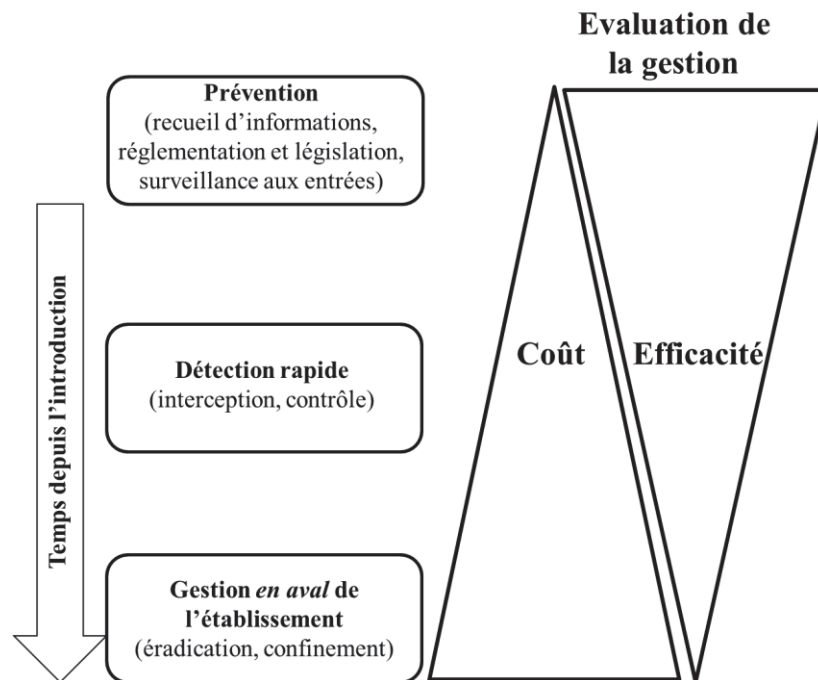 Evaluation de
la gestion
Prévention
(recueil d’informations,
réglementation et législation,
surveillance aux entrées)
Temps depuis l’introduction
Détection rapide
(interception, contrôle)
Coût
Efficacité
Gestion en aval de
l’établissement
(éradication, confinement)